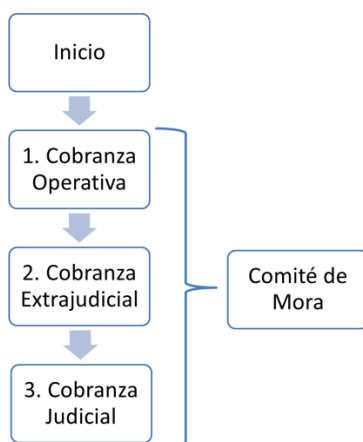 Inicio
1. Cobranza
Operativa
2. Cobranza
Extrajudicial
Comité de
Mora
3. Cobranza
Judicial